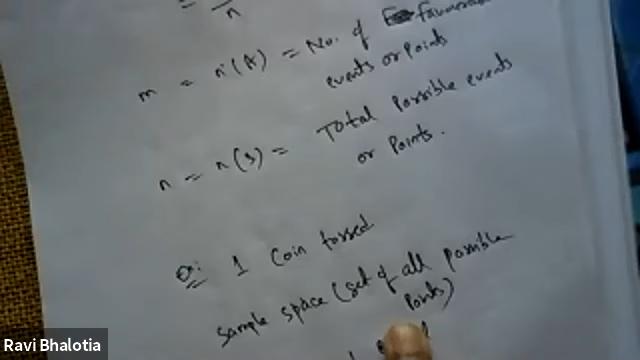 = — n
m = n(A) = No. of Favourable
events or Points
n = n(S) = Total Possible events
or Points.
Ex: 1 Coin tossed
Sample space (set of all possible
Points)
Ravi Bhalotia